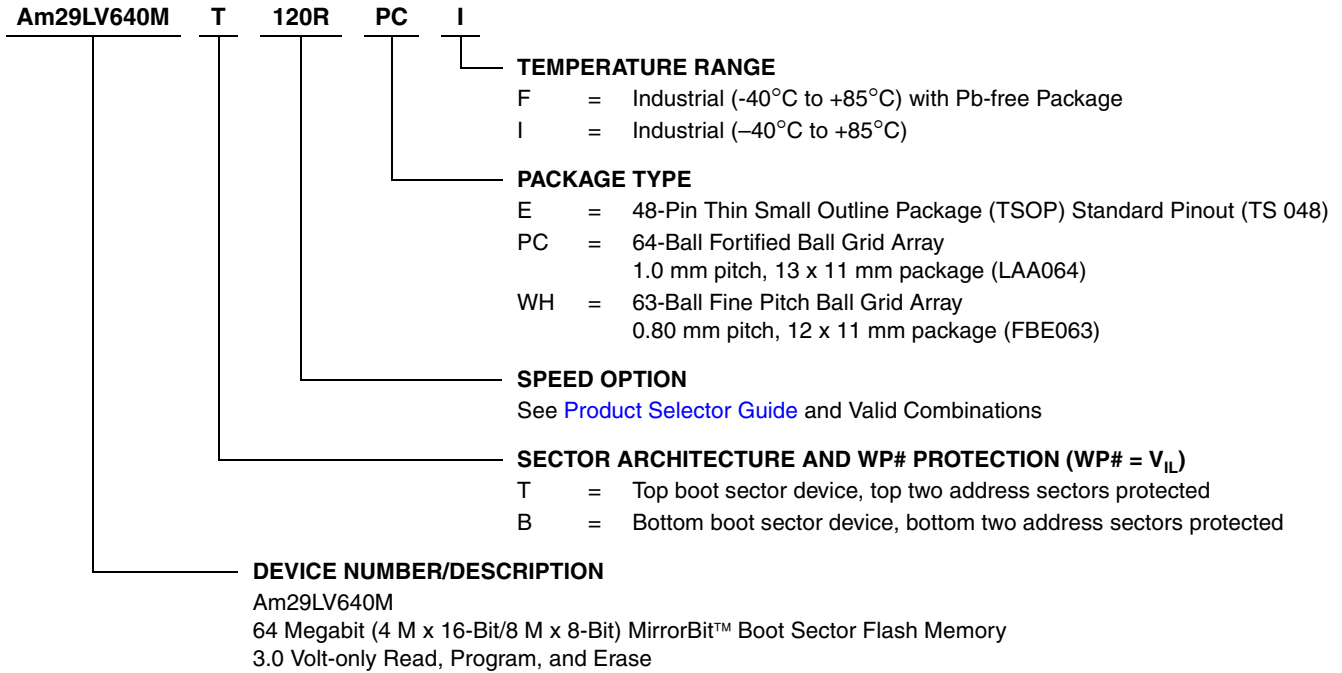 Am29LV640M T 120R PC I
TEMPERATURE RANGE
F = Industrial (-40°C to +85°C) with Pb-free Package
I = Industrial (–40°C to +85°C)
PACKAGE TYPE
E = 48-Pin Thin Small Outline Package (TSOP) Standard Pinout (TS 048)
PC = 64-Ball Fortified Ball Grid Array
1.0 mm pitch, 13 x 11 mm package (LAA064)
WH = 63-Ball Fine Pitch Ball Grid Array
0.80 mm pitch, 12 x 11 mm package (FBE063)
SPEED OPTION
See Product Selector Guide and Valid Combinations
SECTOR ARCHITECTURE AND WP# PROTECTION (WP# = VIL)
T = Top boot sector device, top two address sectors protected
B = Bottom boot sector device, bottom two address sectors protected
DEVICE NUMBER/DESCRIPTION
Am29LV640M
64 Megabit (4 M x 16-Bit/8 M x 8-Bit) MirrorBit™ Boot Sector Flash Memory
3.0 Volt-only Read, Program, and Erase